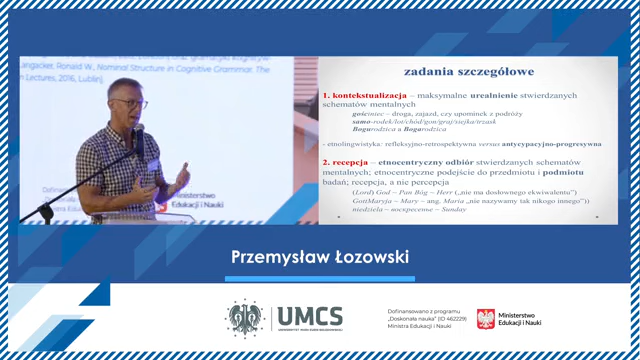 angacker, Ronald W., Nominal Structure in Cognitive Grammar. The
n Lectures, 2016, Lublin].
Ministerstwo
Edukacji i Nauki
zadania szczegółowe
1. kontekstualizacja – maksymalne urealnienie stwierdzanych
schematów mentalnych
gościniec – droga, zajazd, czy upominek z podróży
samo-rodek/lot/chód/gon/graj/siejka/trzask
Bogurodzica a Bogarodzica
- etnolingwistyka: refleksyjno-retrospektywna versus antycypacyjno-progresywna
2. recepcja – etnocentryczny odbiór stwierdzanych schematów
mentalnych; etnocentryczne podejście do przedmiotu i podmiotu
badań; recepcja, a nie percepcja
(Lord) God – Pan Bóg – Herr („nie ma dosłownego ekwiwalentu")
GottMaryja – Mary – ang. Maria „nie nazywamy tak nikogo innego"))
niedziela – воскресенне – Sunday
Przemysław Łozowski
UMCS
Dofinansowano z programu
„Doskonała nauka" (ID 462229)
Ministra Edukacji i Nauki
Ministerstwo
Edukacji i Nauki